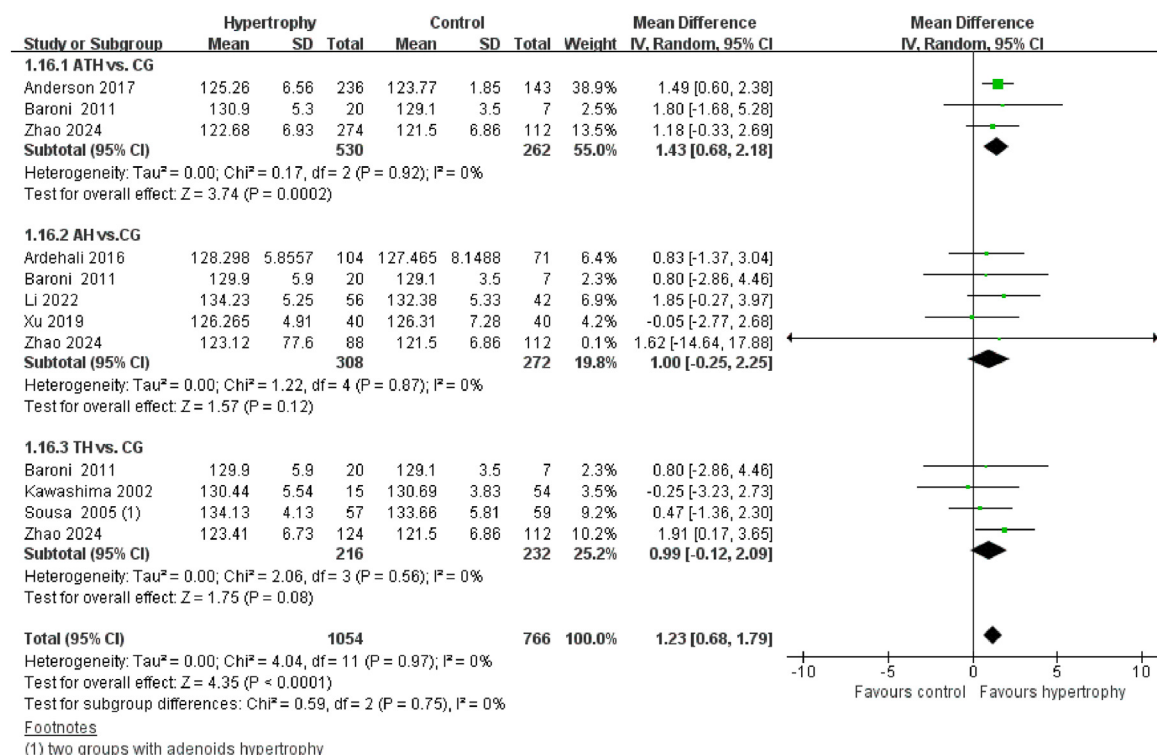 Hypertrophy Control Mean Difference Mean Difference
Study or Subgroup Mean SD Total Mean SD Total Weight IV, Random, 95% CI IV, Random, 95% CI
1.16.1 ATH vs. CG
Anderson 2017 125.26 6.56 236 123.77 1.85 143 38.9% 1.49 [0.60, 2.38]
Baroni 2011 130.9 5.3 20 129.1 3.5 7 2.5% 1.80 [-1.68, 5.28]
Zhao 2024 122.68 6.93 274 121.5 6.86 112 13.5% 1.18 [-0.33, 2.69]
Subtotal (95% CI) 530 262 55.0% 1.43 [0.68, 2.18]
Heterogeneity: Tau² = 0.00; Chi² = 0.17, df = 2 (P = 0.92); I² = 0%
Test for overall effect: Z = 3.74 (P = 0.0002)
1.16.2 AH vs.CG
Ardehali 2016 128.298 5.8557 104 127.465 8.1488 71 6.4% 0.83 [-1.37, 3.04]
Baroni 2011 129.9 5.9 20 129.1 3.5 7 2.3% 0.80 [-2.86, 4.46]
Li 2022 134.23 5.25 56 132.38 5.33 42 6.9% 1.85 [-0.27, 3.97]
Xu 2019 126.265 4.91 40 126.31 7.28 40 4.2% -0.05 [-2.77, 2.68]
Zhao 2024 123.12 77.6 88 121.5 6.86 112 0.1% 1.62 [-14.64, 17.88]
Subtotal (95% CI) 308 272 19.8% 1.00 [-0.25, 2.25]
Heterogeneity: Tau² = 0.00; Chi² = 1.22, df = 4 (P = 0.87); I² = 0%
Test for overall effect: Z = 1.57 (P = 0.12)
1.16.3 TH vs. CG
Baroni 2011 129.9 5.9 20 129.1 3.5 7 2.3% 0.80 [-2.86, 4.46]
Kawashima 2002 130.44 5.54 15 130.69 3.83 54 3.5% -0.25 [-3.23, 2.73]
Sousa 2005 (1) 134.13 4.13 57 133.66 5.81 59 9.2% 0.47 [-1.36, 2.30]
Zhao 2024 123.41 6.73 124 121.5 6.86 112 10.2% 1.91 [0.17, 3.65]
Subtotal (95% CI) 216 232 25.2% 0.99 [-0.12, 2.09]
Heterogeneity: Tau² = 0.00; Chi² = 2.06, df = 3 (P = 0.56); I² = 0%
Test for overall effect: Z = 1.75 (P = 0.08)
Total (95% CI) 1054 766 100.0% 1.23 [0.68, 1.79]
Heterogeneity: Tau² = 0.00; Chi² = 4.04, df = 11 (P = 0.97); I² = 0%
Test for overall effect: Z = 4.35 (P < 0.0001)
Test for subgroup differences: Chi² = 0.59, df = 2 (P = 0.75), I² = 0%
-10 -5 0 5 10
Favours control Favours hypertrophy
Footnotes
(1) two groups with adenoids hypertrophy